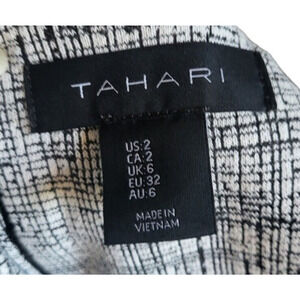 TAHARI
US:2
CA:2
UK:6
EU:32
AU:6
MADE IN
VIETNAM